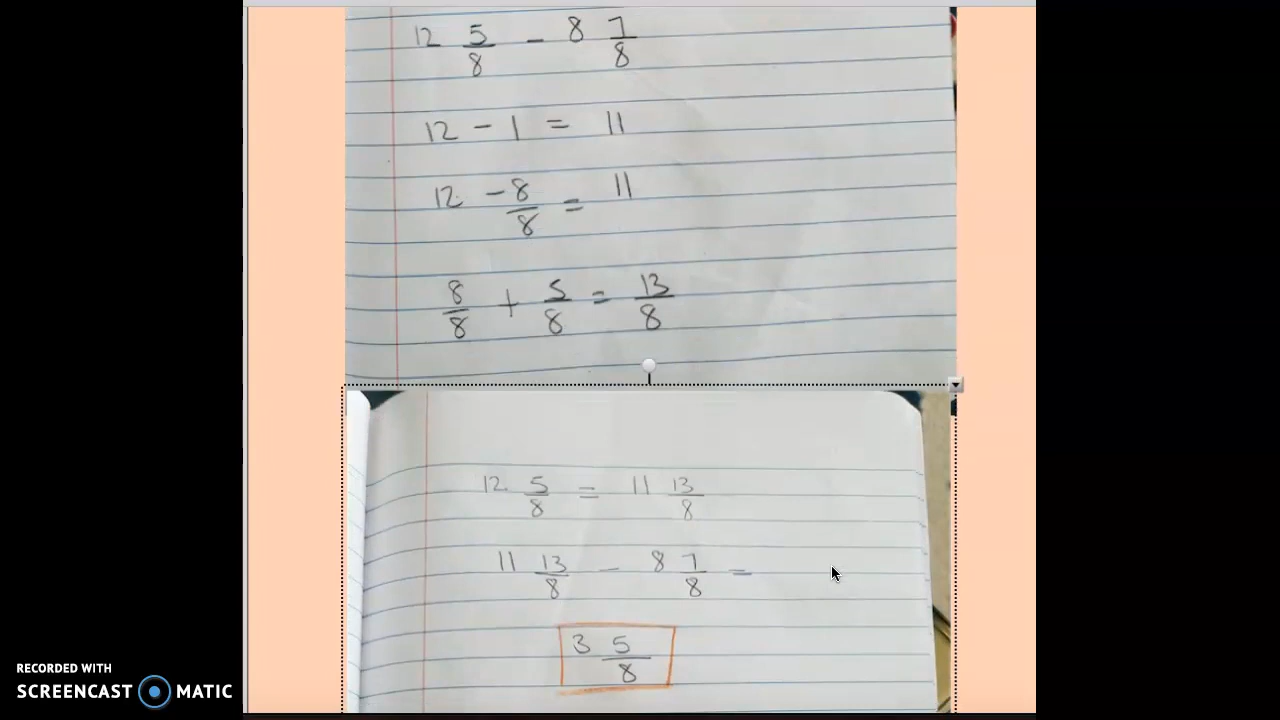 12 5/8 - 8 7/8
12 - 1 = 11
12 - 8/8 = 11
8/8 + 5/8 = 13/8
12 5/8 = 11 13/8
11 13/8 - 8 7/8 =
3 5/8
RECORDED WITH
SCREENCAST MATIC